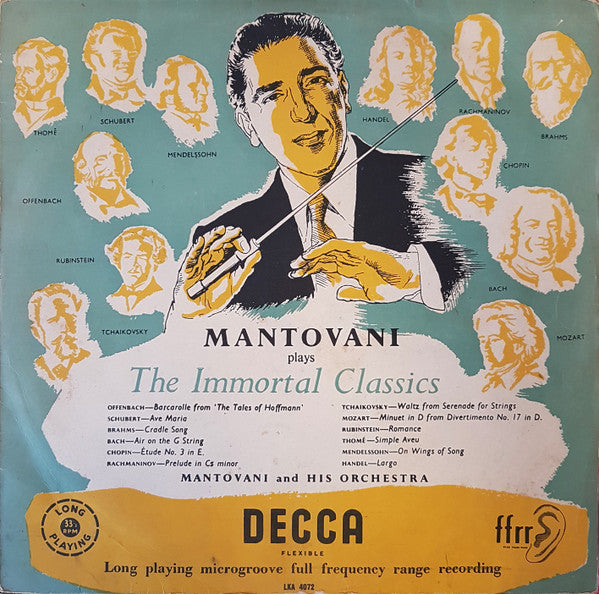 THOMÉ
SCHUBERT
MENDELSSOHN
HANDEL
RACHMANINOV
BRAHMS
OFFENBACH
CHOPIN
RUBINSTEIN
BACH
TCHAIKOVSKY
MOZART
MANTOVANI
plays
The Immortal Classics
OFFENBACH—Barcarolle from 'The Tales of Hoffmann'
SCHUBERT—Ave Maria
BRAHMS—Cradle Song
BACH—Air on the G String
CHOPIN—Étude No. 3 in E.
RACHMANINOV—Prelude in C♯ minor
TCHAIKOVSKY—Waltz from Serenade for Strings
MOZART—Minuet in D from Divertimento No. 17 in D.
RUBINSTEIN—Romance
THOMÉ—Simple Aveu
MENDELSSOHN—On Wings of Song
HANDEL—Largo
MANTOVANI and HIS ORCHESTRA
LONG
33⅓
RPM
PLAYING
DECCA
FLEXIBLE
ffrr
Long playing microgroove full frequency range recording
LKA 4072